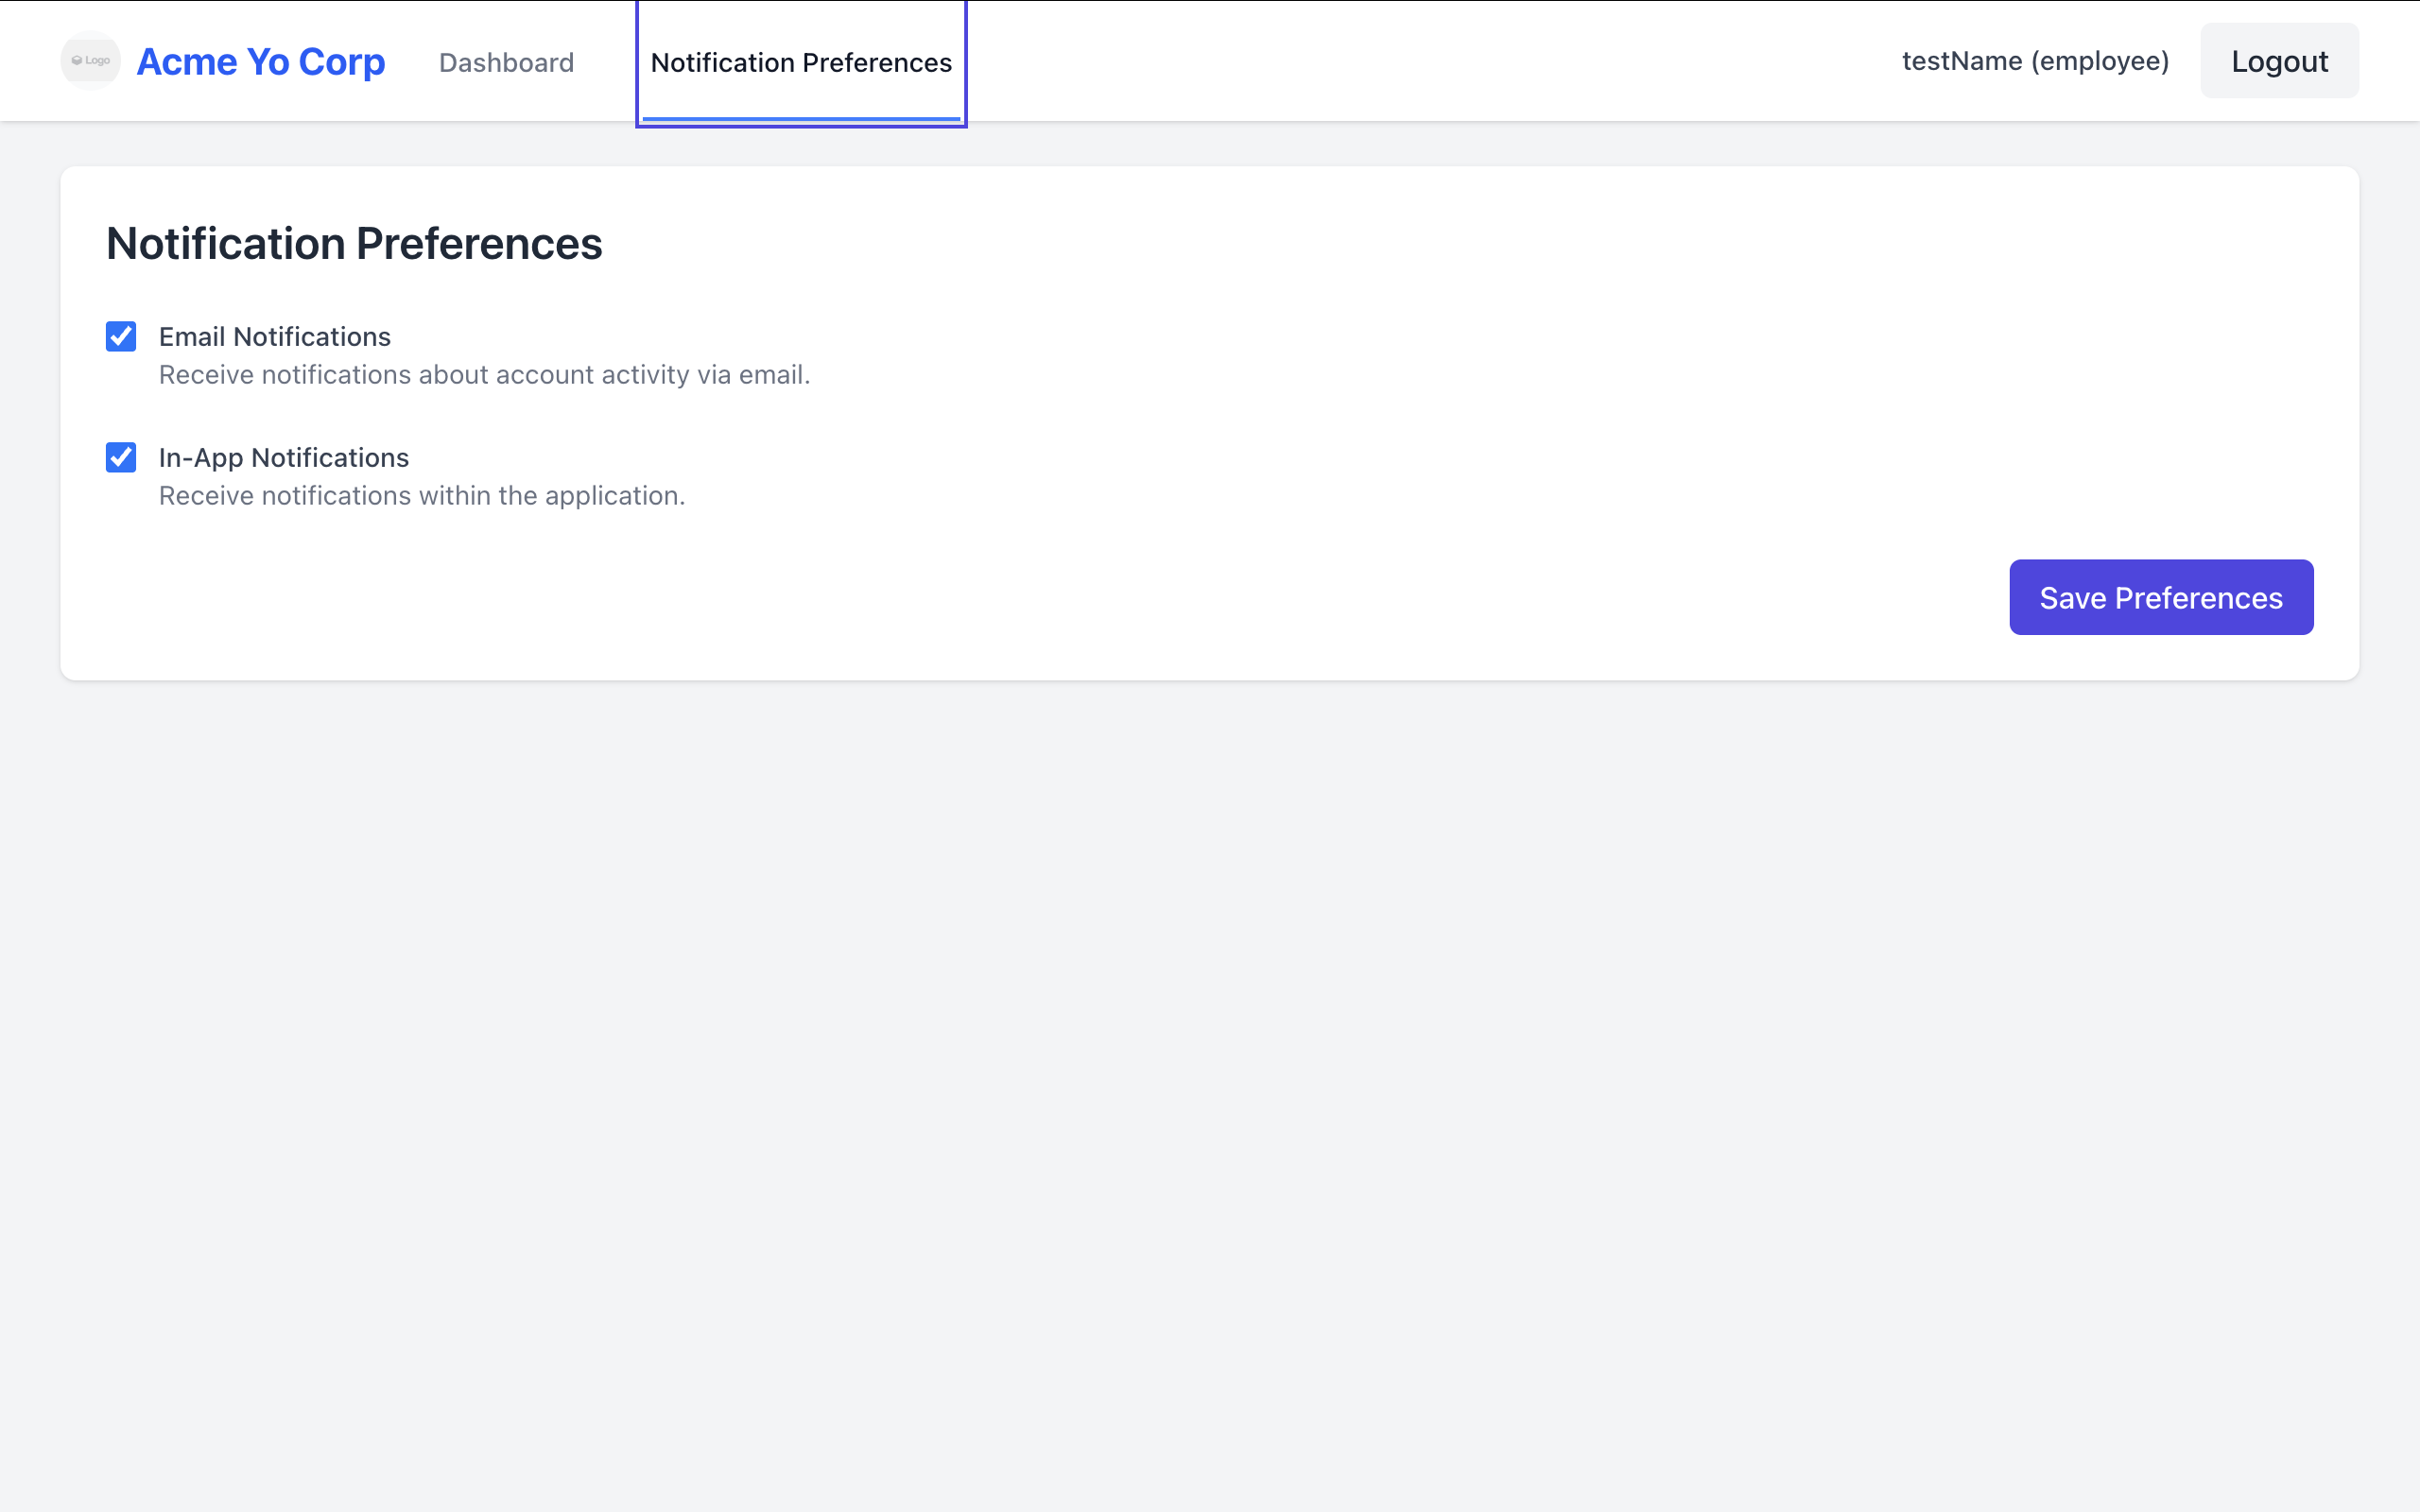 Logo
Acme Yo Corp
Dashboard
Notification Preferences
testName (employee)
Logout
Notification Preferences
Email Notifications
Receive notifications about account activity via email.
In-App Notifications
Receive notifications within the application.
Save Preferences